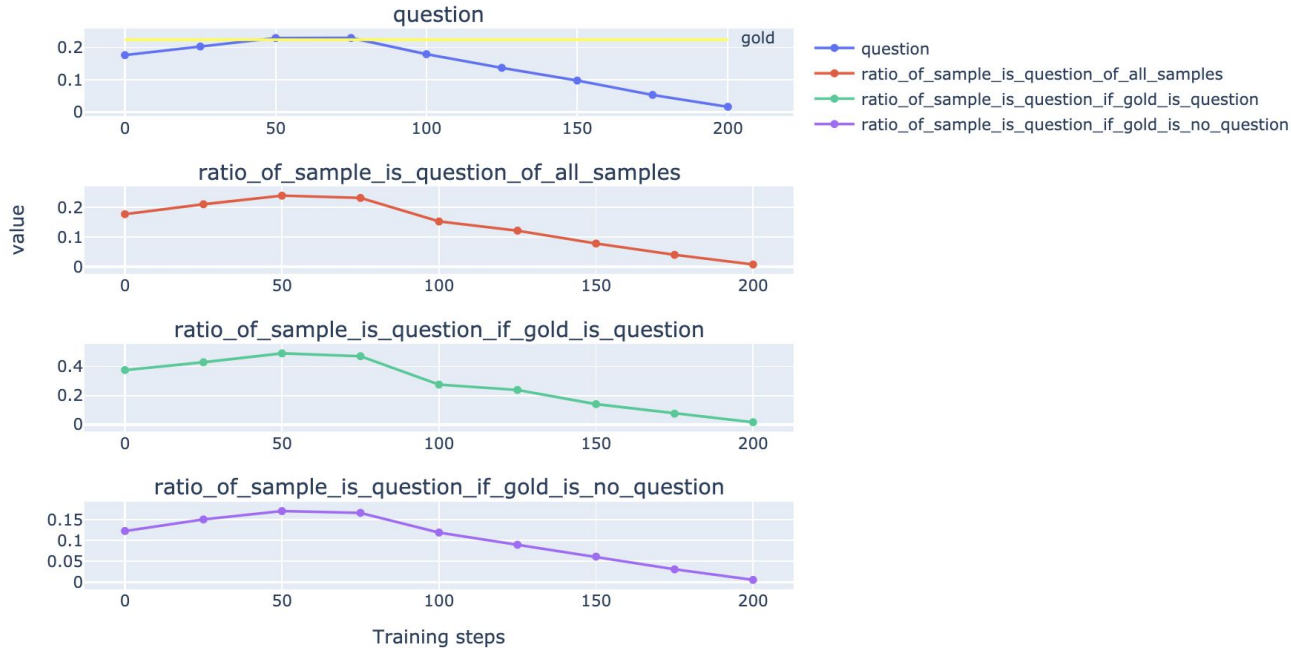 question
gold
0.2
0.1
0
0 50 100 150 200
question
ratio_of_sample_is_question_of_all_samples
ratio_of_sample_is_question_if_gold_is_question
ratio_of_sample_is_question_if_gold_is_no_question
ratio_of_sample_is_question_of_all_samples
0.2
0.1
0
0 50 100 150 200
value
ratio_of_sample_is_question_if_gold_is_question
0.4
0.2
0
0 50 100 150 200
ratio_of_sample_is_question_if_gold_is_no_question
0.15
0.1
0.05
0
0 50 100 150 200
Training steps